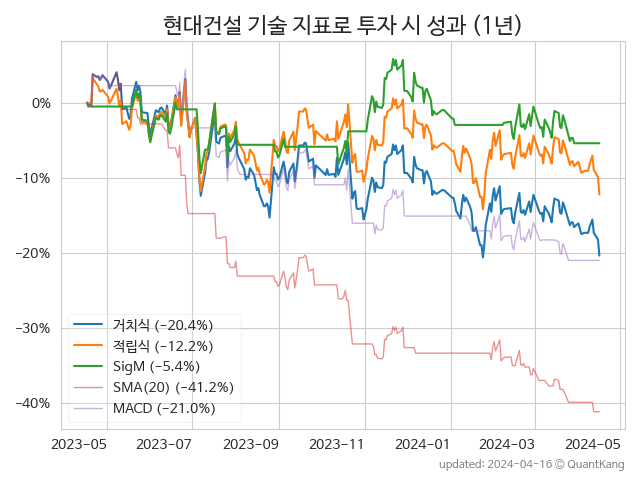 현대건설 기술 지표로 투자 시 성과 (1년)
0%
−10%
−20%
−30%
−40%
거치식 (−20.4%)
적립식 (−12.2%)
SigM (−5.4%)
SMA(20) (−41.2%)
MACD (−21.0%)
2023-05 2023-07 2023-09 2023-11 2024-01 2024-03 2024-05
updated: 2024-04-16 © QuantKang